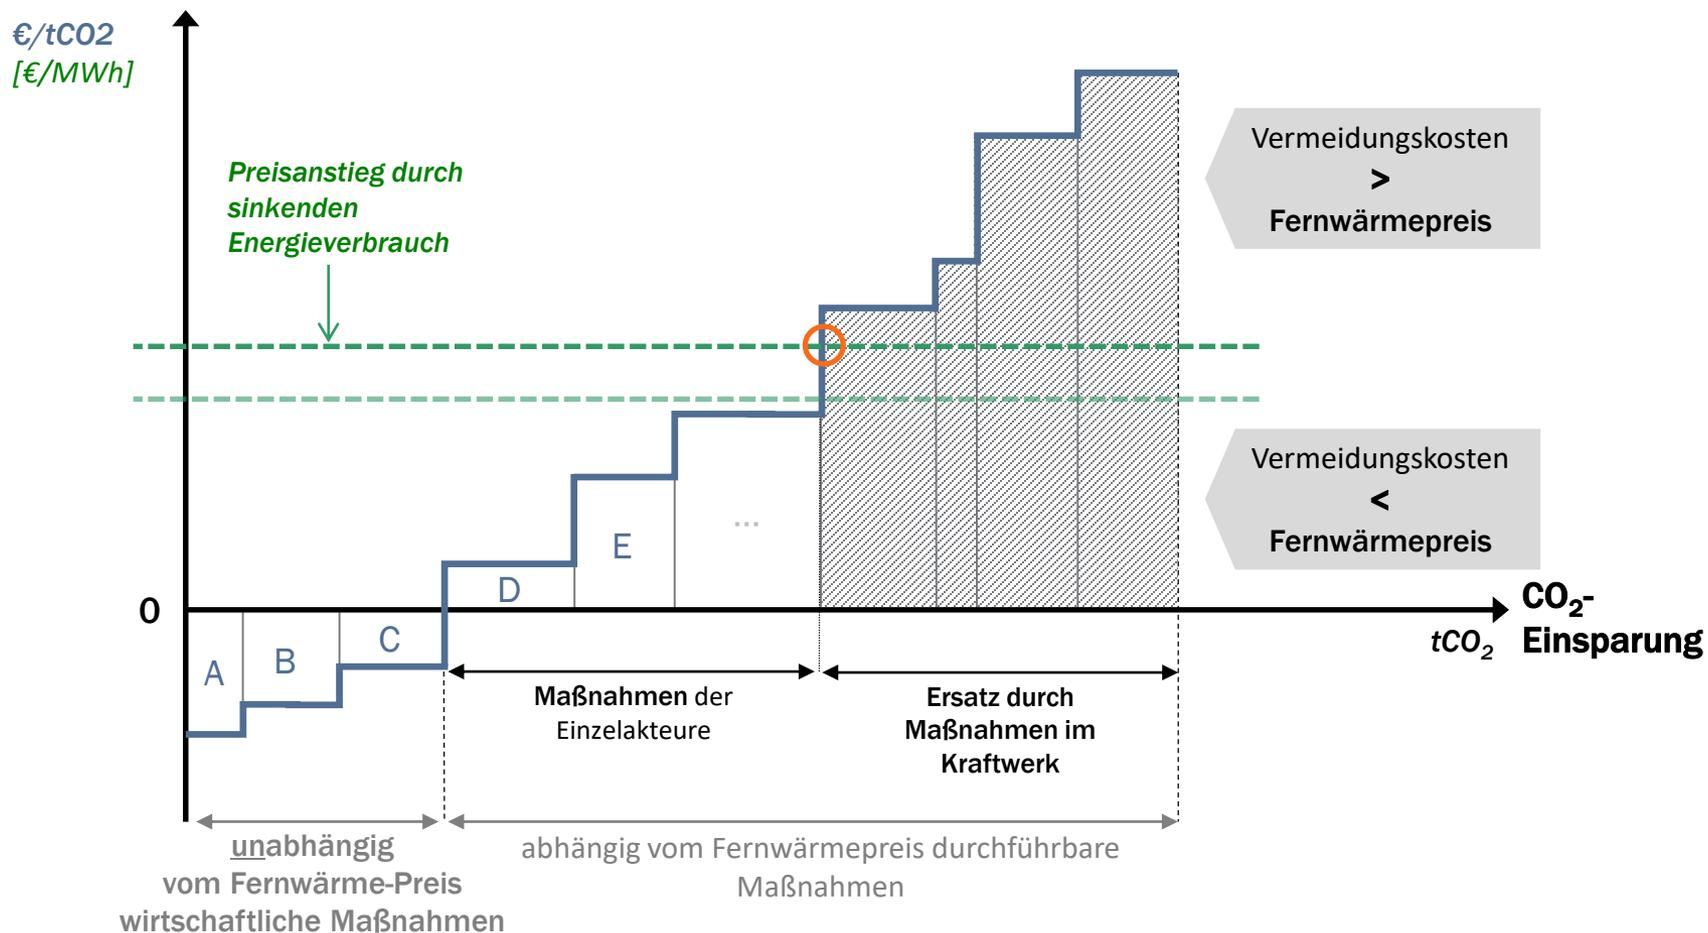 €/tCO2
[€/MWh]
Preisanstieg durch
sinkenden
Energieverbrauch
Vermeidungskosten
>
Fernwärmepreis
Vermeidungskosten
<
Fernwärmepreis
...
E
D
0
A
B
C
CO₂-
Einsparung
tCO₂
Maßnahmen der
Einzelakteure
Ersatz durch
Maßnahmen im
Kraftwerk
unabhängig
vom Fernwärme-Preis
wirtschaftliche Maßnahmen
abhängig vom Fernwärmepreis durchführbare
Maßnahmen